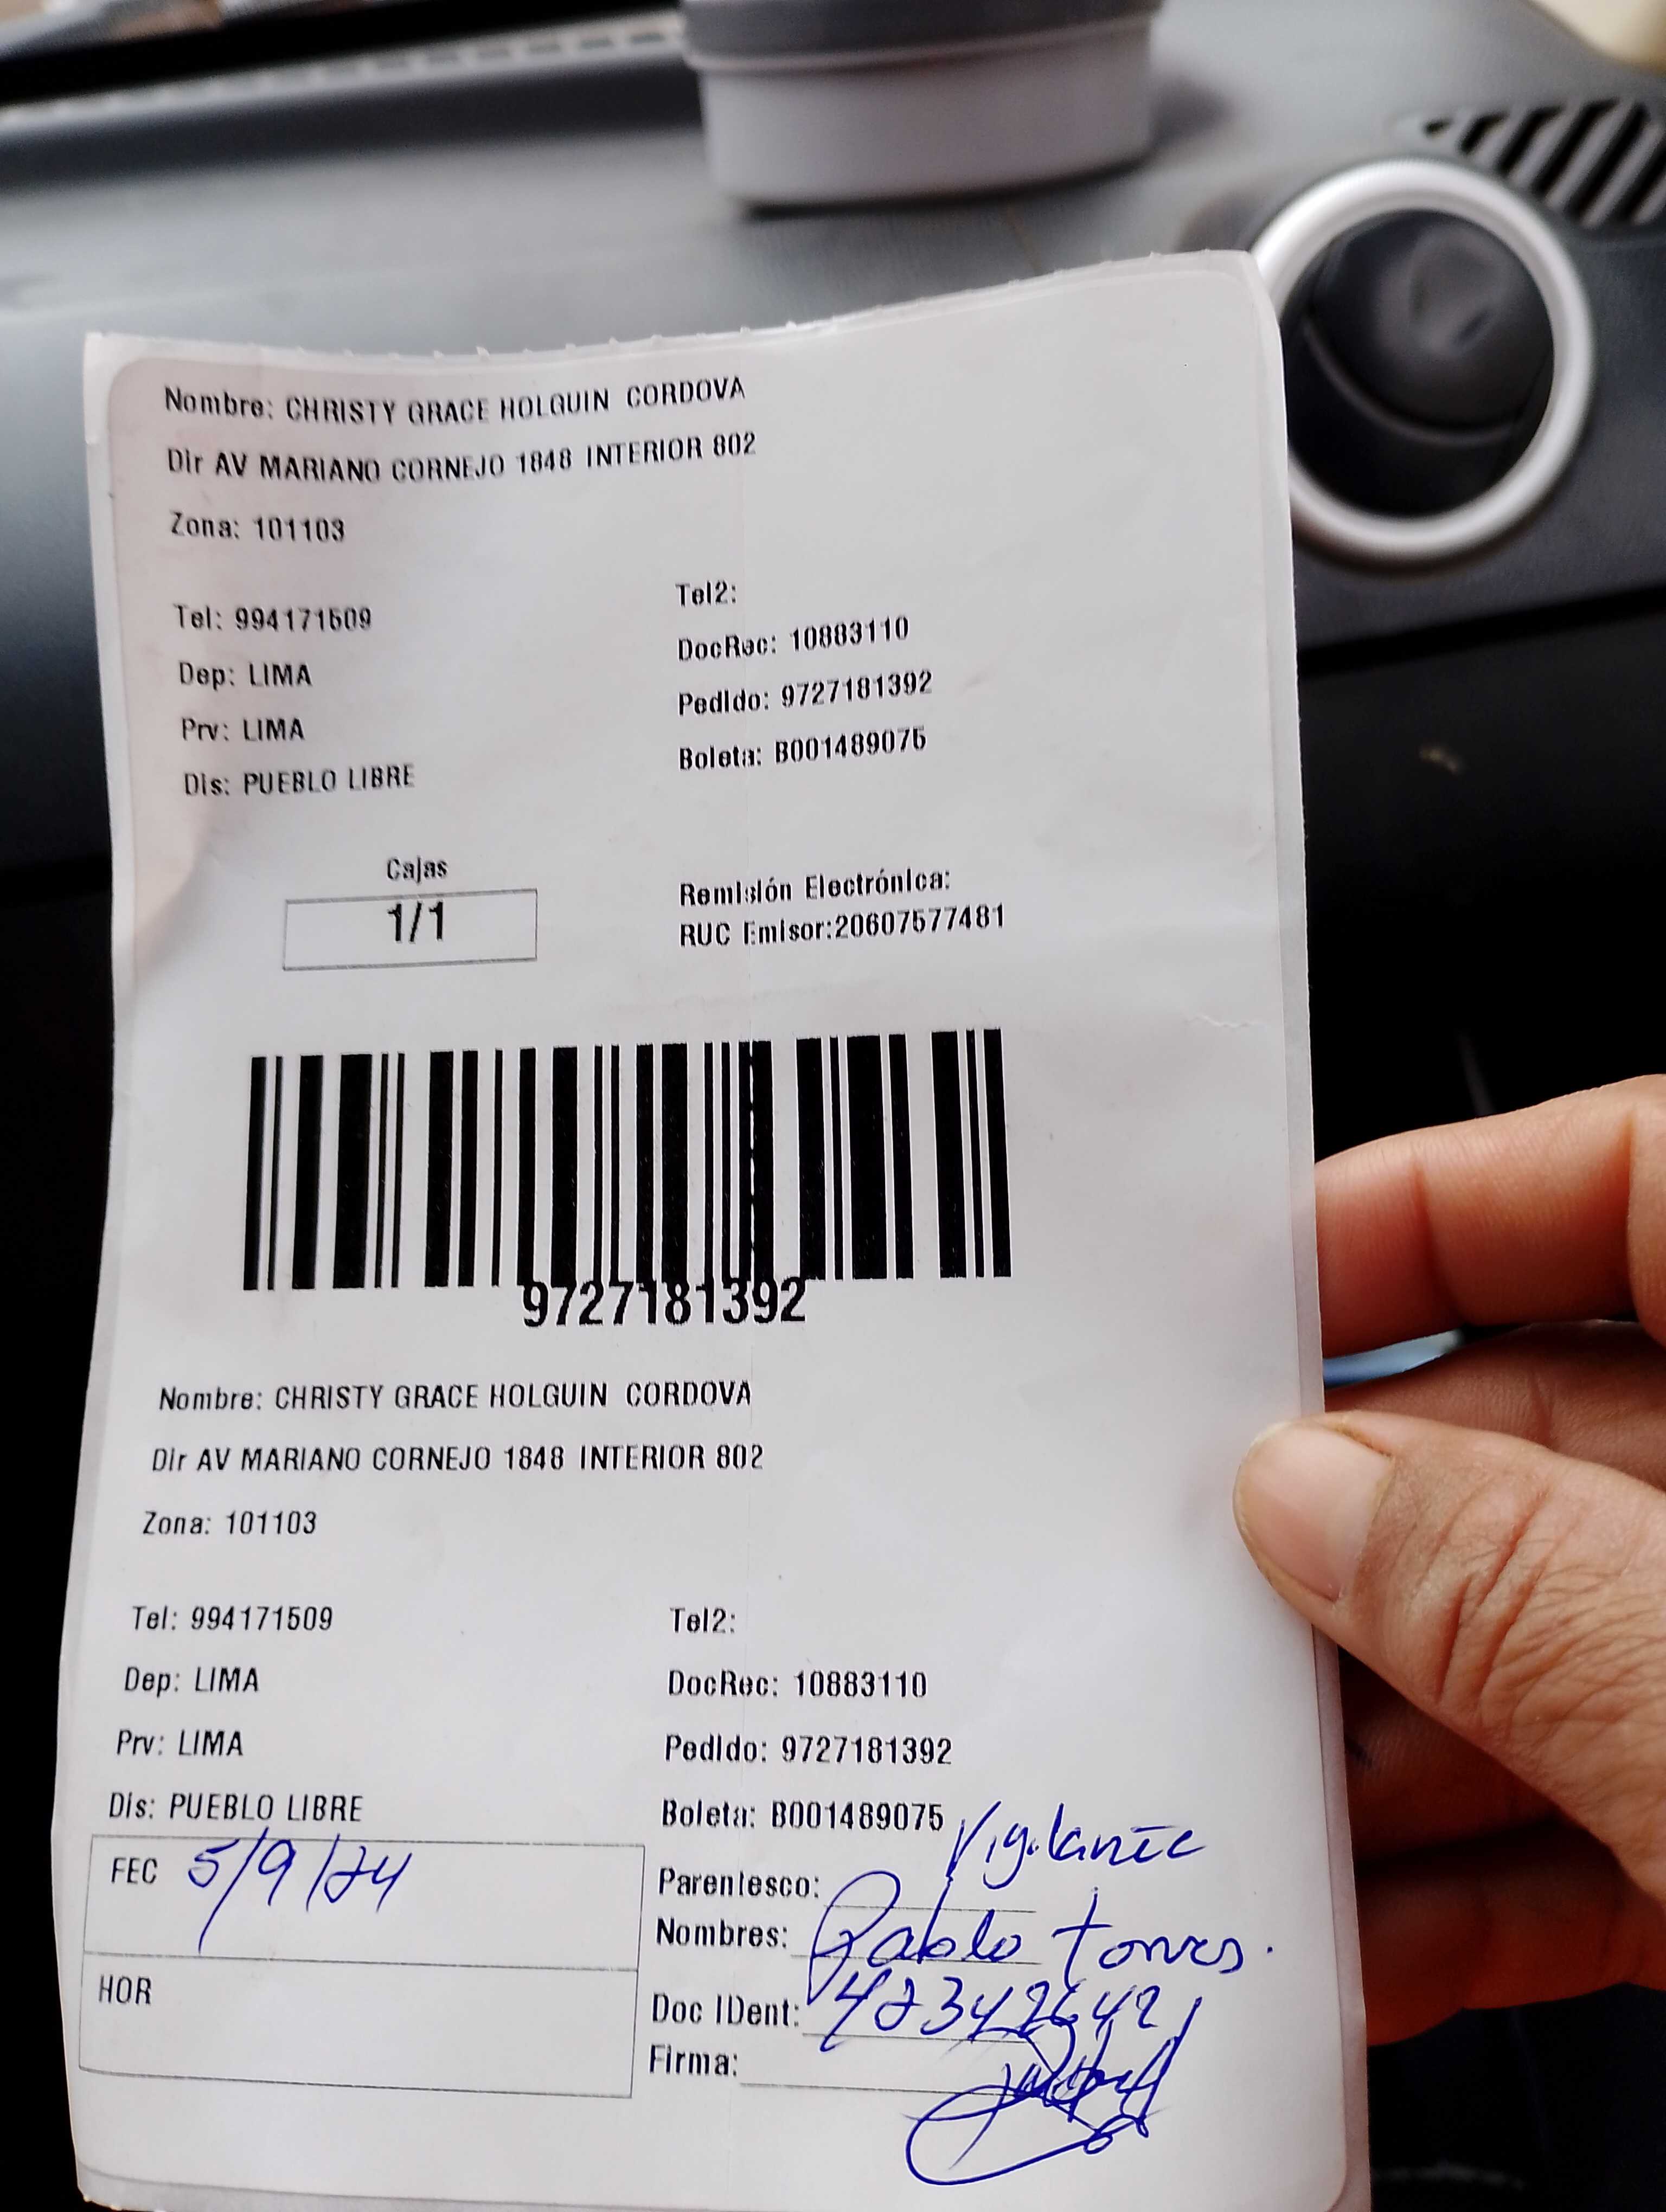 Nombre: CHRISTY GRACE HOLGUIN CORDOVA
Dir AV MARIANO CORNEJO 1848 INTERIOR 802
Zona: 101103
Tel: 994171509
Tel2:
Dep: LIMA
DocRec: 10883110
Prv: LIMA
Pedido: 9727181392
Dis: PUEBLO LIBRE
Boleta: B001489075
Cajas
1/1
Remisión Electrónica:
RUC Emisor:20607577481
9727181392
Nombre: CHRISTY GRACE HOLGUIN CORDOVA
Dir AV MARIANO CORNEJO 1848 INTERIOR 802
Zona: 101103
Tel: 994171509
Tel2:
Dep: LIMA
DocRec: 10883110
Prv: LIMA
Pedido: 9727181392
Dis: PUEBLO LIBRE
Boleta: B001489075
FEC 5/9/24
Parentesco: Vigilante
Nombres: Pablo Torres.
HOR
Doc IDent: 42342642
Firma: